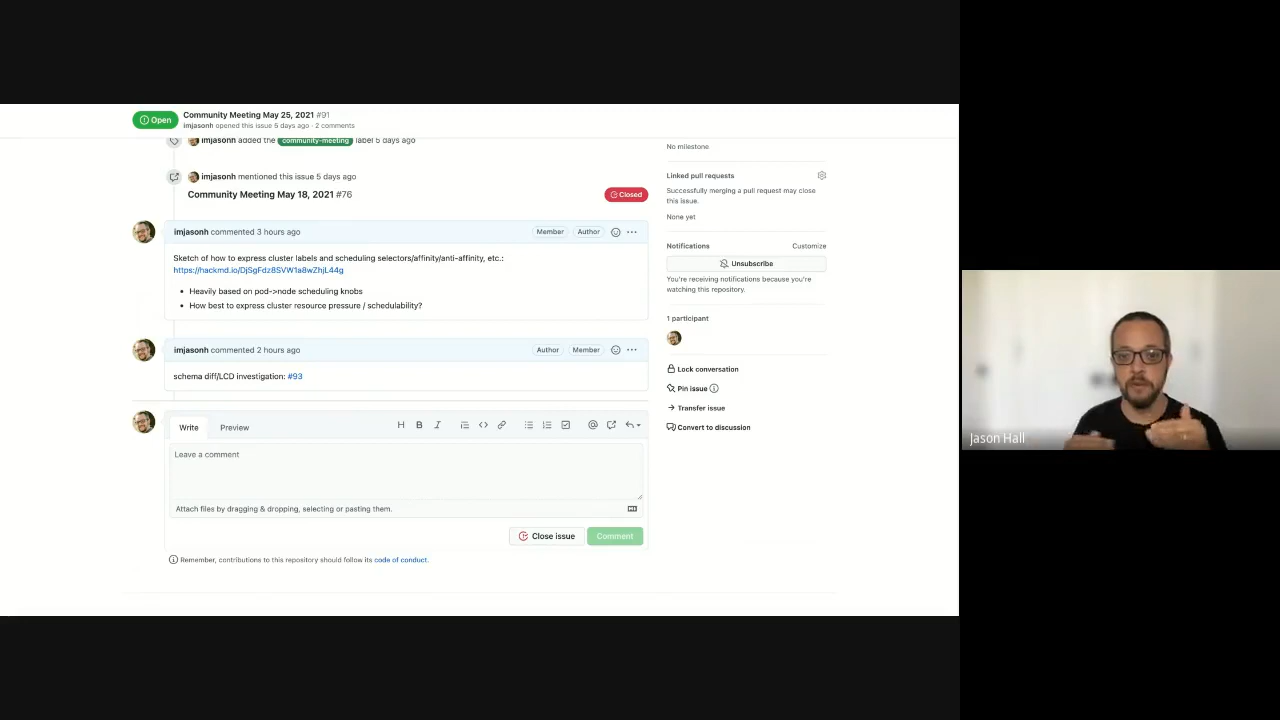 Open
Community Meeting May 25, 2021 #91
imjasonh opened this issue 5 days ago · 2 comments
imjasonh added the community-meeting label 5 days ago
imjasonh mentioned this issue 5 days ago
Community Meeting May 18, 2021 #76
Closed
imjasonh commented 3 hours ago
Member
Author
Sketch of how to express cluster labels and scheduling selectors/affinity/anti-affinity, etc.:
https://hackmd.io/DjSgFdz8SVW1a8wZhjL44g
• Heavily based on pod->node scheduling knobs
• How best to express cluster resource pressure / schedulability?
imjasonh commented 2 hours ago
Author
Member
schema diff/LCD investigation: #93
Write
Preview
Leave a comment
Attach files by dragging & dropping, selecting or pasting them.
Close issue
Comment
Remember, contributions to this repository should follow its code of conduct.
No milestone
Linked pull requests
Successfully merging a pull request may close
this issue.
None yet
Notifications
Customize
Unsubscribe
You're receiving notifications because you're
watching this repository.
1 participant
Lock conversation
Pin issue
Transfer issue
Convert to discussion
Jason Hall